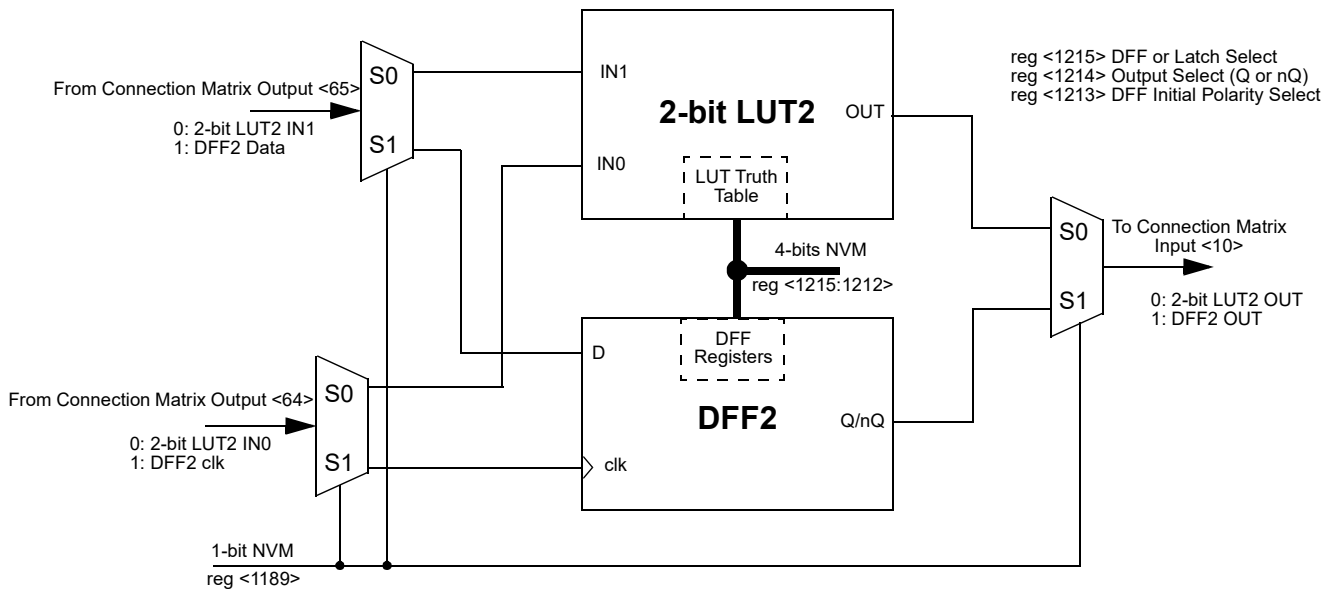 reg <1215> DFF or Latch Select
reg <1214> Output Select (Q or nQ)
reg <1213> DFF Initial Polarity Select
From Connection Matrix Output <65>
0: 2-bit LUT2 IN1
1: DFF2 Data
S0
S1
IN1
IN0
2-bit LUT2
OUT
LUT Truth
Table
4-bits NVM
reg <1215:1212>
S0
S1
To Connection Matrix
Input <10>
0: 2-bit LUT2 OUT
1: DFF2 OUT
From Connection Matrix Output <64>
0: 2-bit LUT2 IN0
1: DFF2 clk
S0
S1
D
clk
DFF
Registers
DFF2
Q/nQ
1-bit NVM
reg <1189>